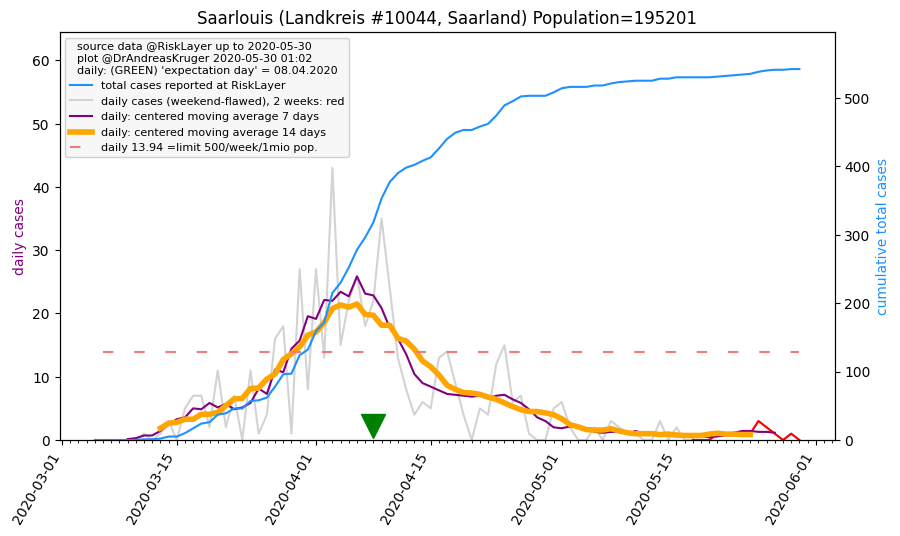 Saarlouis (Landkreis #10044, Saarland) Population=195201
source data @RiskLayer up to 2020-05-30
plot @DrAndreasKruger 2020-05-30 01:02
daily: (GREEN) 'expectation day' = 08.04.2020
total cases reported at RiskLayer
daily cases (weekend-flawed), 2 weeks: red
daily: centered moving average 7 days
daily: centered moving average 14 days
daily 13.94 =limit 500/week/1mio pop.
daily cases
60
50
40
30
20
10
0
cumulative total cases
500
400
300
200
100
0
2020-03-01
2020-03-15
2020-04-01
2020-04-15
2020-05-01
2020-05-15
2020-06-01